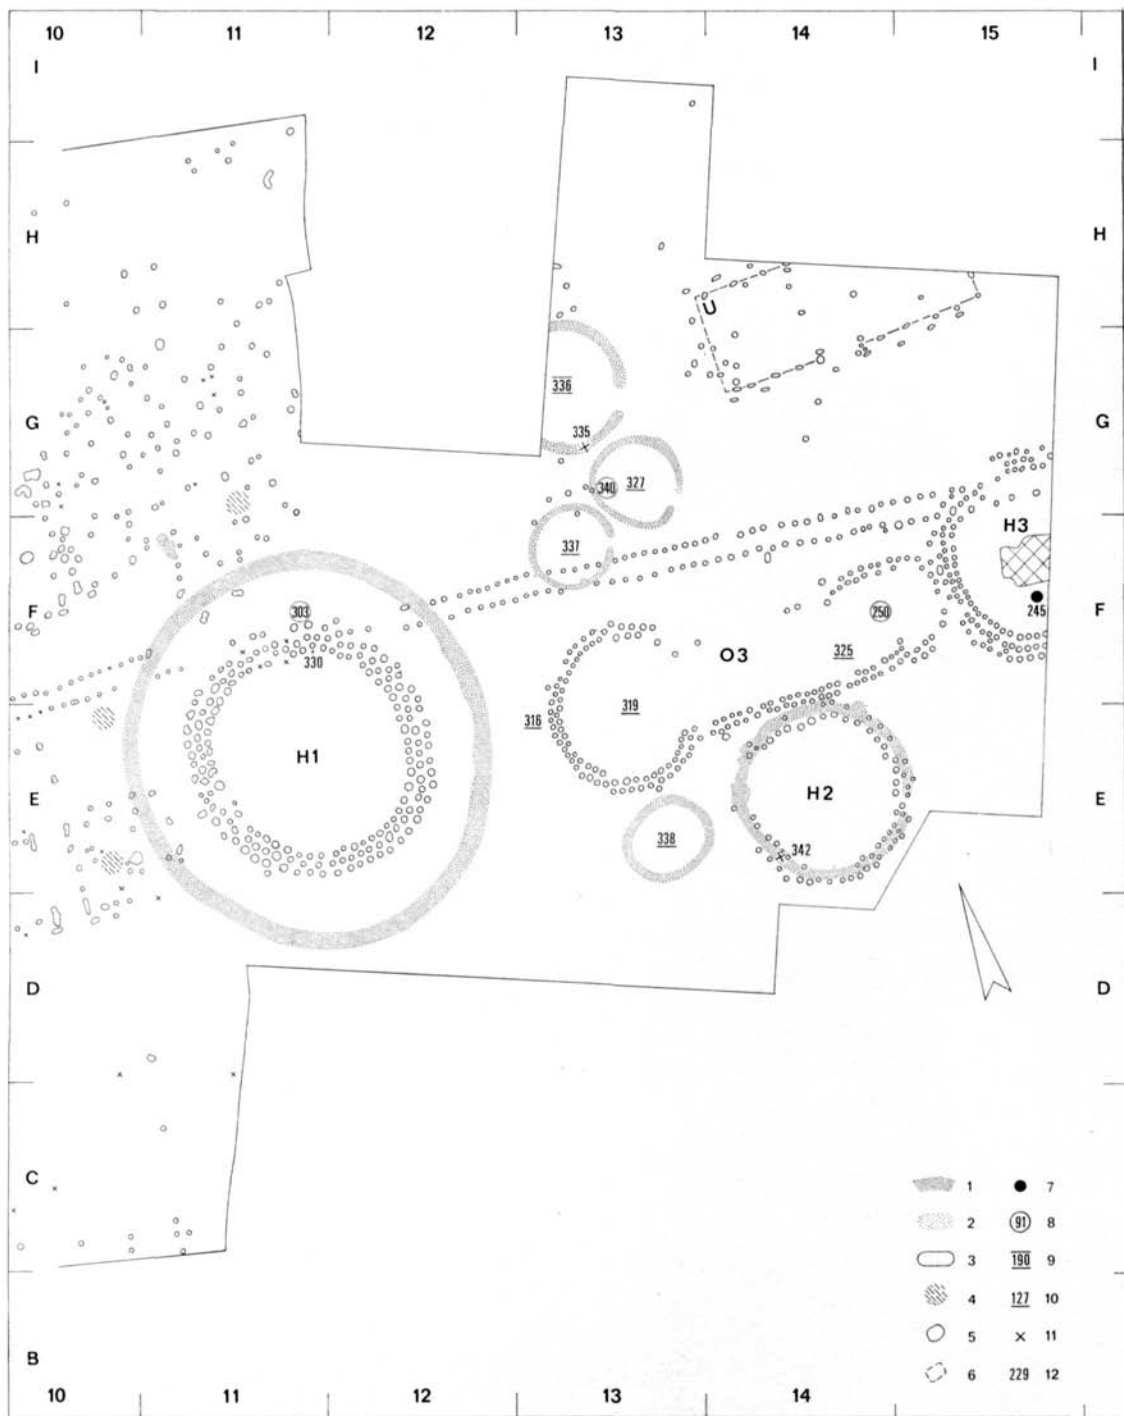 10 11 12 13 14 15
I I
H H
U
336
G 335 G
340 327
H3
337
303 250 245
F F
330 325
O3
316 319
H1
E H2 E
338 342
D D
C
1 7
2 91 8
3 190 9
4 127 10
5 x 11
B 6 229 12
10 11 12 13 14